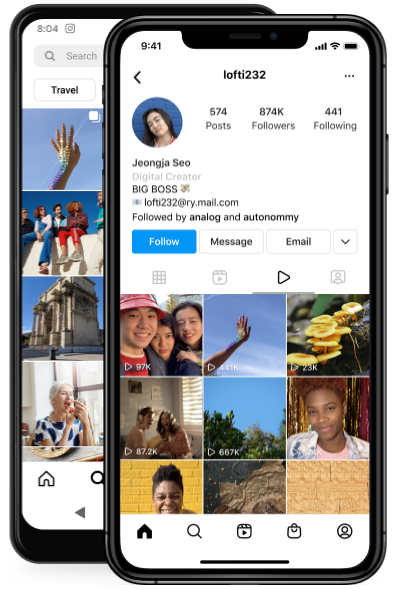 8:04
Search
Travel
9:41
lofti232
574 874K 441
Posts Followers Following
Jeongja Seo
Digital Creator
BIG BOSS
lofti232@ry.mail.com
Followed by analog and autonommy
Follow Message Email
97K 441K 23K
87.2K 667K